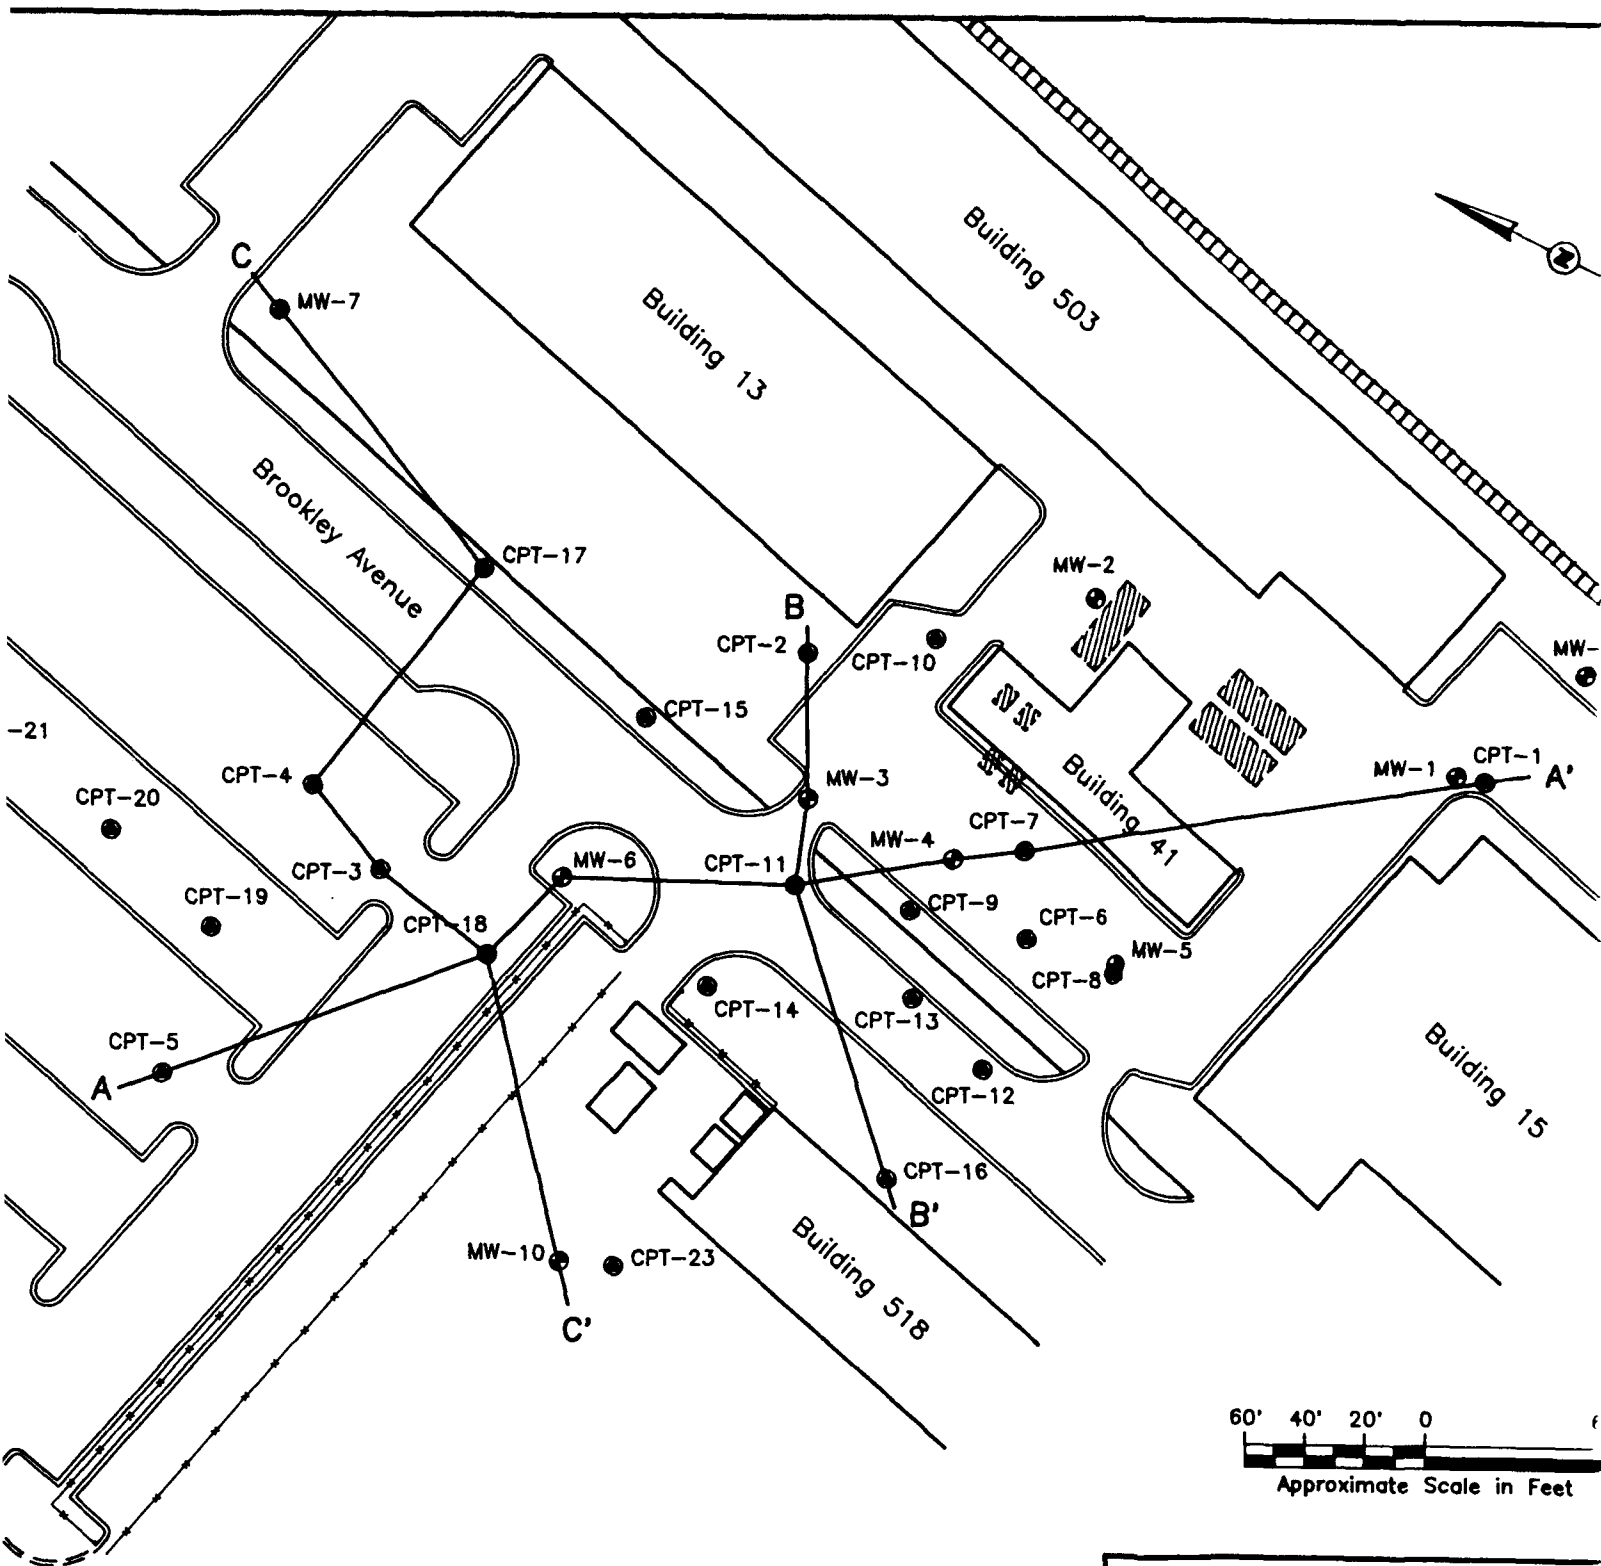 Building 503
N
C
MW-7
Building 13
Brookley Avenue
CPT-17
MW-2
B
CPT-2
CPT-10
MW-
CPT-15
-21
CPT-4
CPT-20
MW-3
Building 41
MW-1
CPT-1
A'
CPT-7
MW-4
CPT-3
MW-6
CPT-11
CPT-19
CPT-18
CPT-9
CPT-6
MW-5
CPT-8
CPT-14
CPT-13
CPT-5
A
CPT-12
Building 15
CPT-16
B'
MW-10
CPT-23
Building 518
C'
60' 40' 20' 0
Approximate Scale in Feet